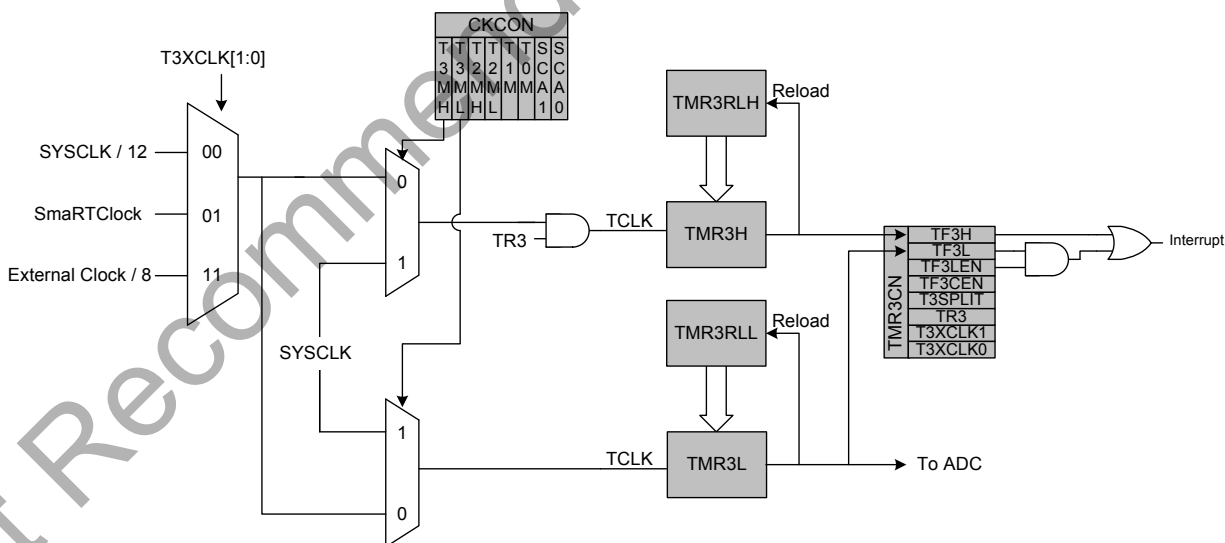 CKCON
T3MH
T3ML
T2MH
T2ML
T1M
T0M
SCA1
SCA0
T3XCLK[1:0]
SYSCLK / 12
00
SmaRTClock
01
External Clock / 8
11
0
1
SYSCLK
1
0
TR3
TCLK
TMR3RLH
Reload
TMR3H
TMR3RLL
Reload
TCLK
TMR3L
To ADC
TMR3CN
TF3H
TF3L
TF3LEN
TF3CEN
T3SPLIT
TR3
T3XCLK1
T3XCLK0
Interrupt
t Recommen